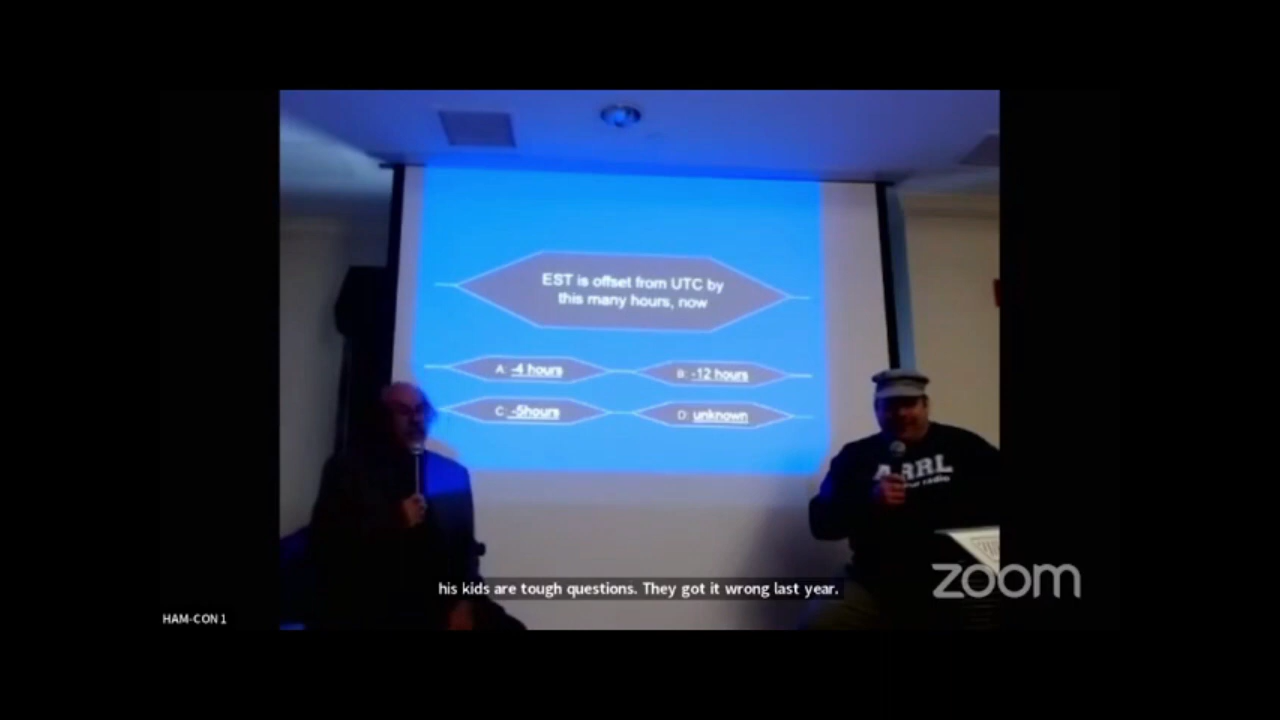 EST is offset from UTC by
this many hours, now
A: -4 hours
B: -12 hours
C: -5hours
D: unknown
ARRL
radio
his kids are tough questions. They got it wrong last year.
zoom
HAM-CON 1